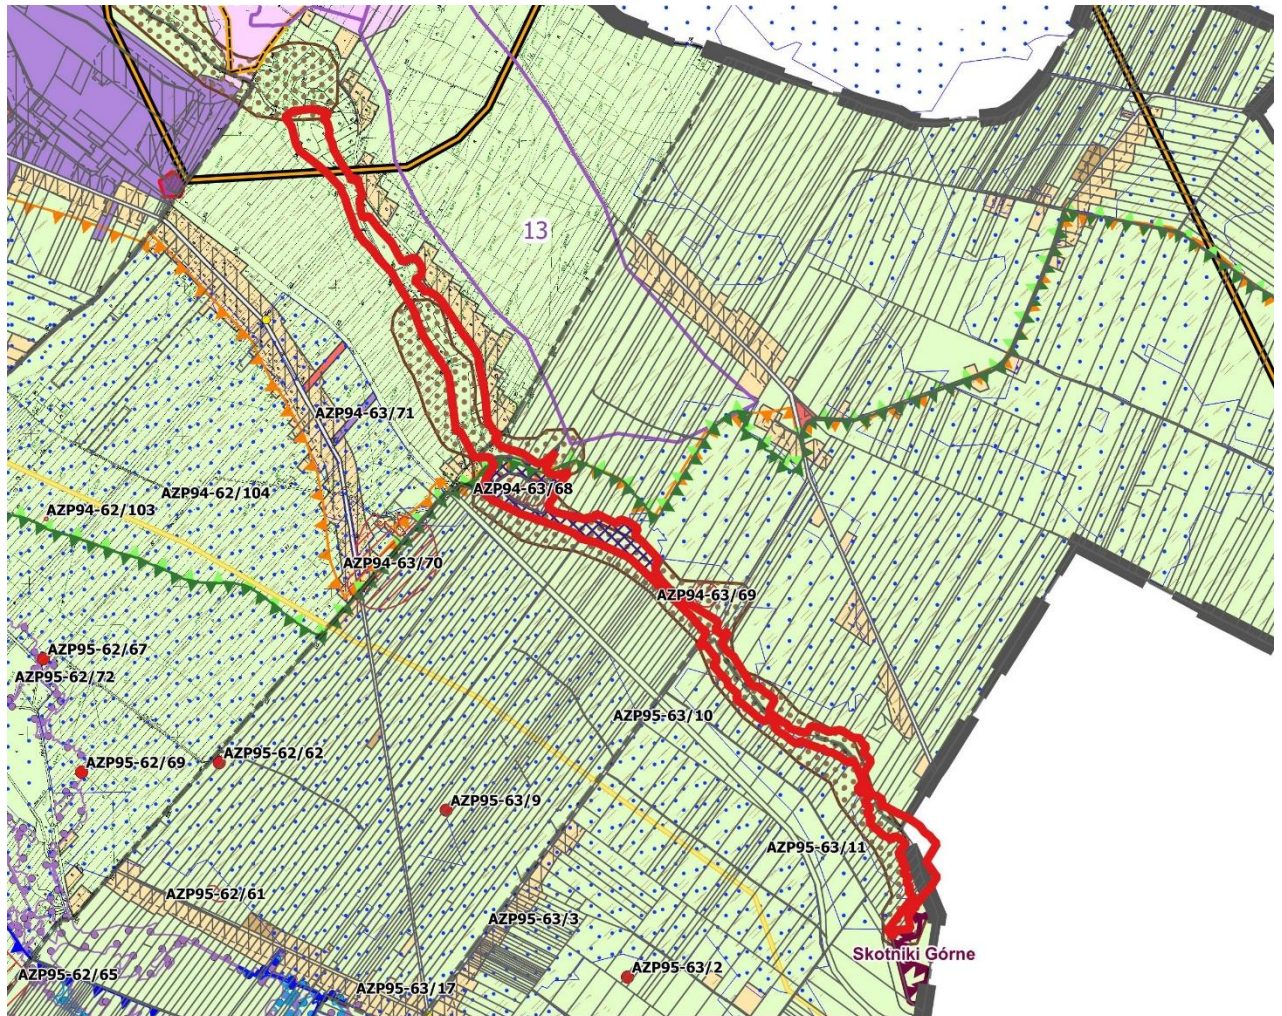 13
AZP94-63/71
AZP94-62/104
AZP94-63/68
AZP94-62/103
AZP94-63/70
AZP94-63/69
AZP95-62/67
AZP95-62/72
AZP95-63/10
AZP95-62/62
AZP95-62/69
AZP95-63/9
AZP95-63/11
AZP95-62/61
AZP95-63/3
Skotniki Górne
AZP95-62/65
AZP95-63/2
AZP95-63/17